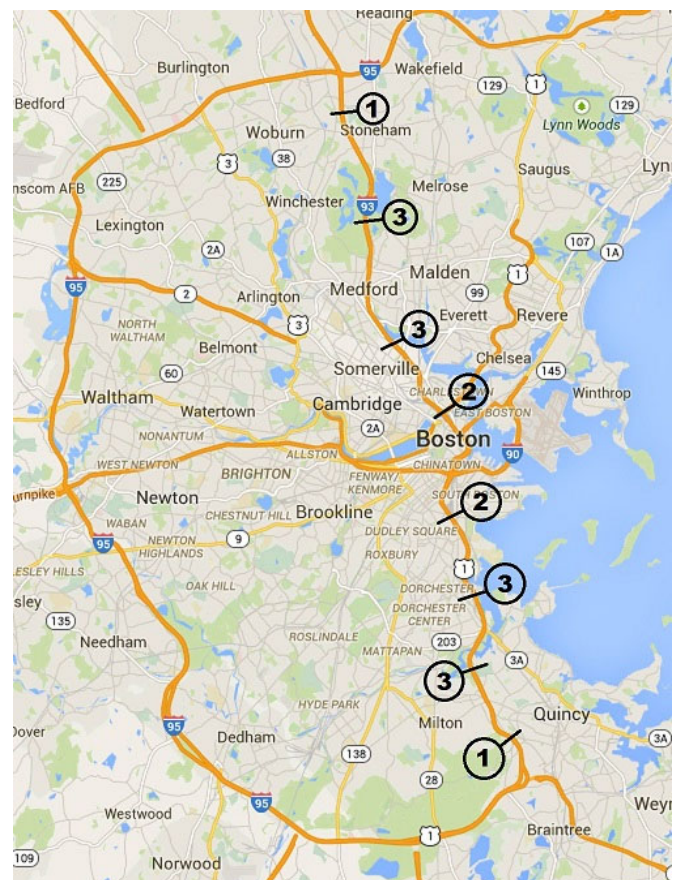 Reading
Burlington
95
Wakefield
129
1
129
Bedford
1
Lynn Woods
Woburn
Stoneham
38
3
Saugus
Lyn
nscom AFB
225
Melrose
Winchester
93
3
Lexington
107
2A
1A
Malden
1
95
2
Arlington
Medford
99
Everett
Revere
3
3
NORTH
WALTHAM
Belmont
Somerville
Chelsea
60
145
Waltham
CHARLESTOWN
2
Winthrop
Watertown
Cambridge
EAST BOSTON
2A
NONANTUM
Boston
ALLSTON
90
WEST NEWTON
CHINATOWN
BRIGHTON
FENWAY/
KENMORE
urnpike
Newton
SOUTH BOSTON
2
CHESTNUT HILL
Brookline
WABAN
DUDLEY SQUARE
95
NEWTON
HIGHLANDS
9
ROXBURY
LESLEY HILLS
1
OAK HILL
DORCHESTER
3
sley
DORCHESTER
CENTER
135
ROSLINDALE
Needham
203
MATTAPAN
3A
3
HYDE PARK
Quincy
95
Milton
Dover
Dedham
3A
138
1
28
95
Westwood
Wey
1
Braintree
109
Norwood